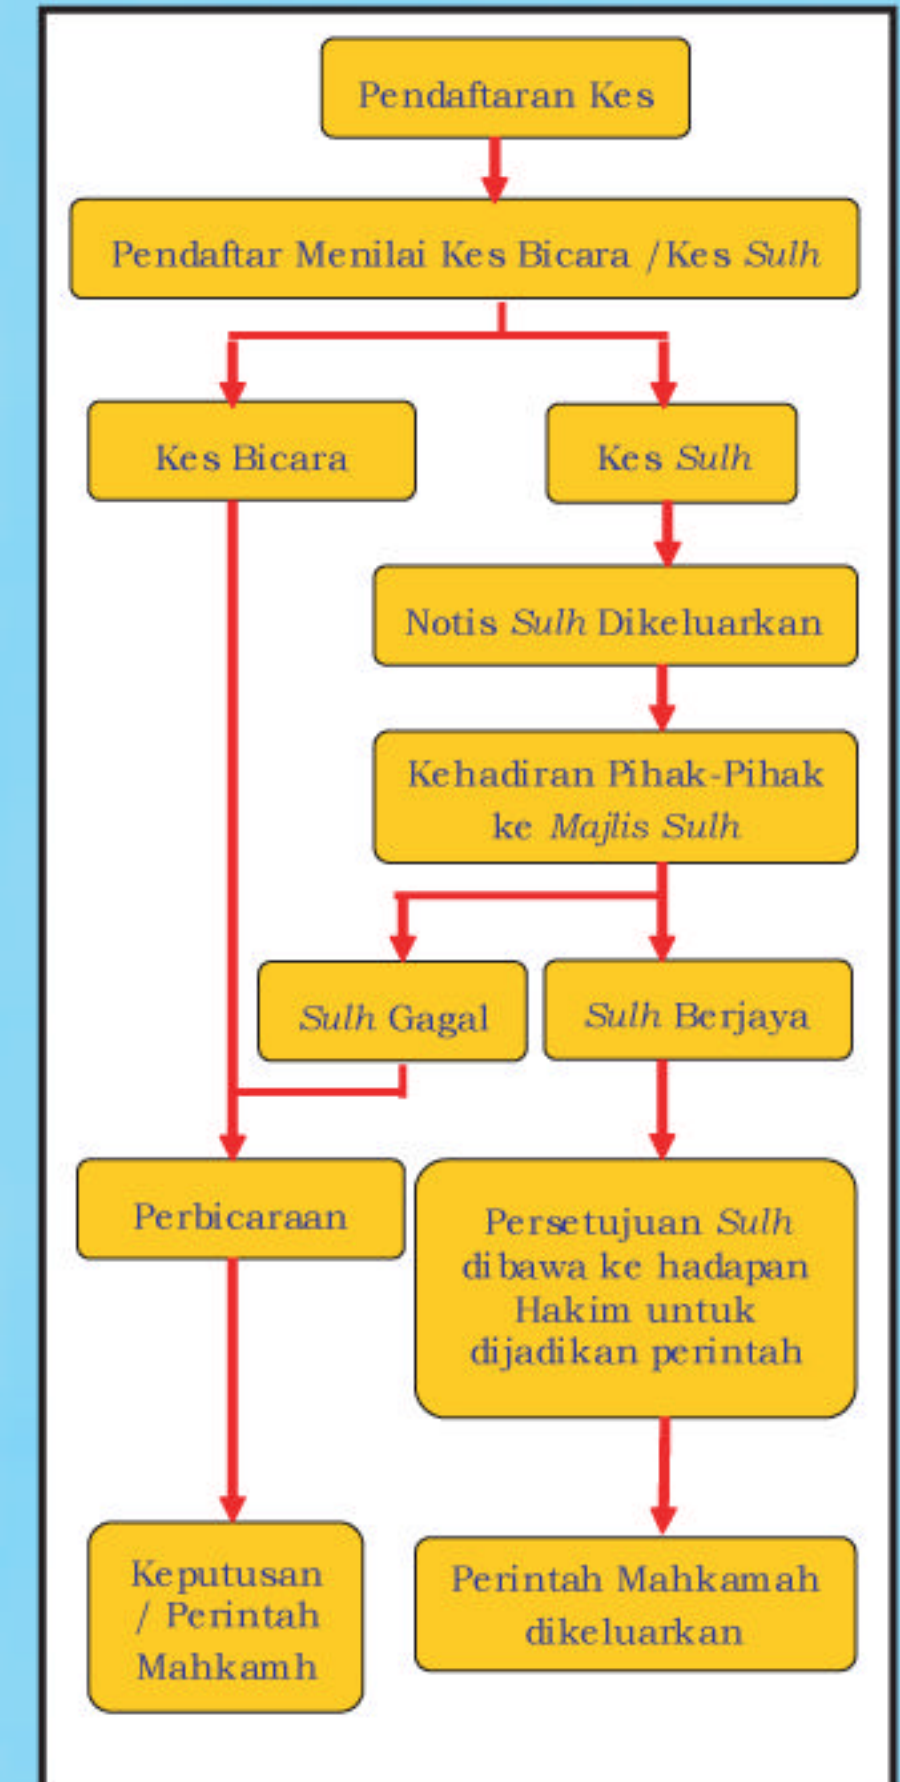 Pendaftaran Kes
Pendaftar Menilai Kes Bicara /Kes Sulh
Kes Bicara
Kes Sulh
Notis Sulh Dikeluarkan
Kehadiran Pihak-Pihak
ke Majlis Sulh
Sulh Gagal
Sulh Berjaya
Perbicaraan
Persetujuan Sulh
dibawa ke hadapan
Hakim untuk
dijadikan perintah
Keputusan
/ Perintah
Mahkamh
Perintah Mahkamah
dikeluarkan